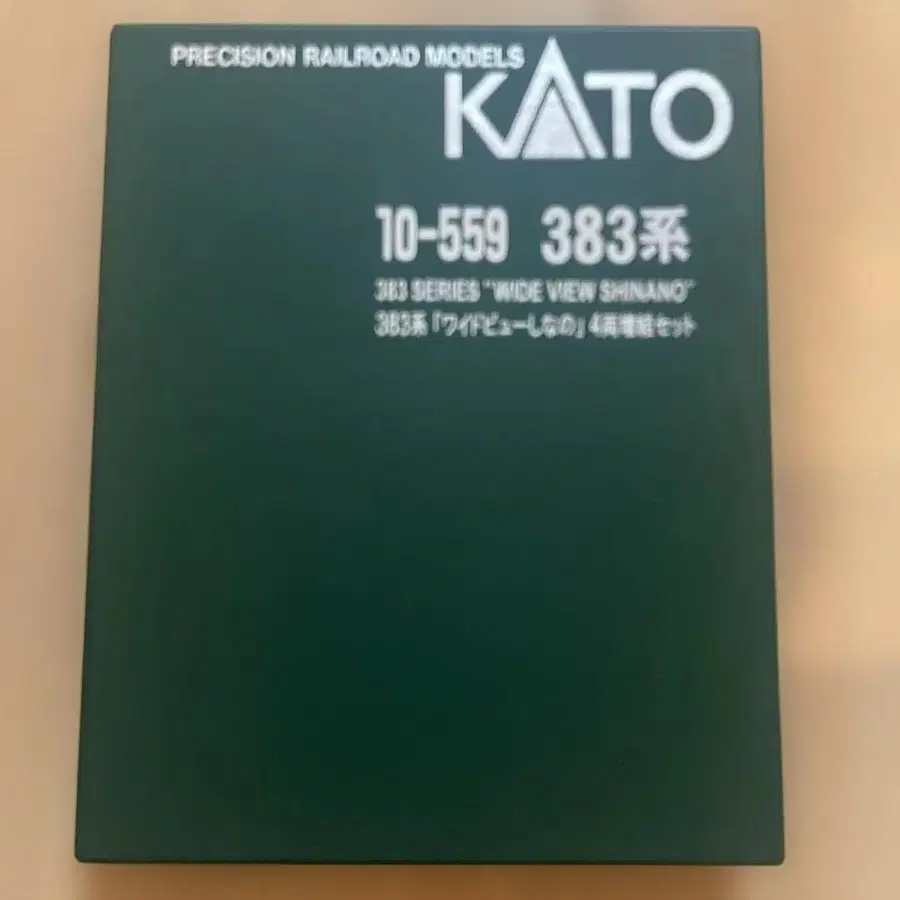 PRECISION RAILROAD MODELS
KATO
10-559 383系
383 SERIES "WIDE VIEW SHINANO"
383系「ワイドビューしなの」4両増結セット